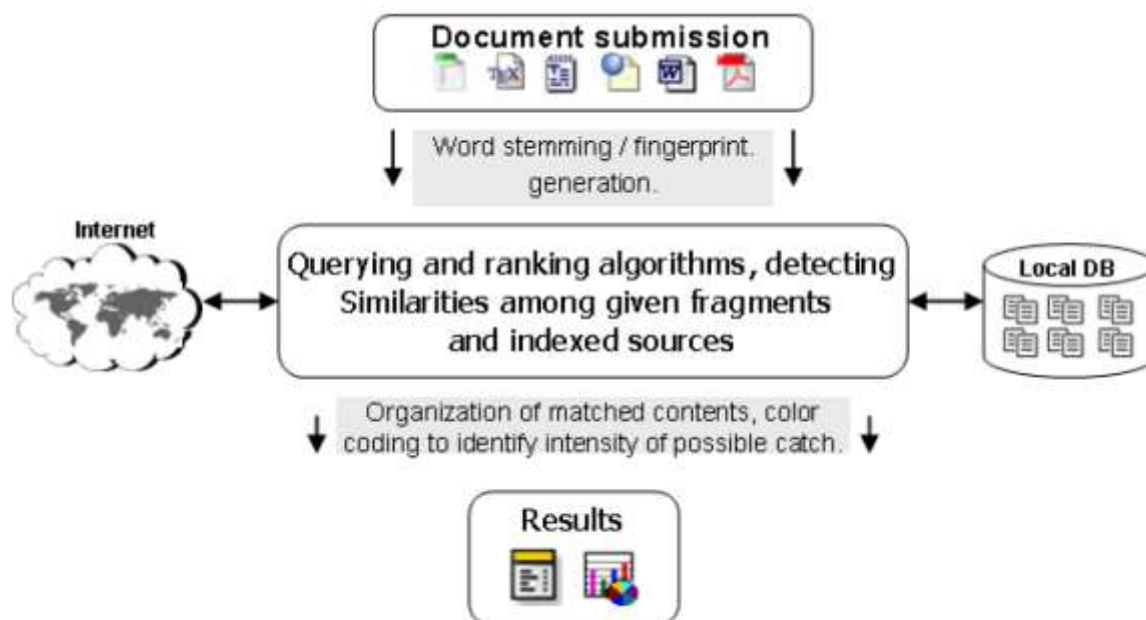 Document submission
TEX
W
Word stemming / fingerprint.
generation.
Internet
Querying and ranking algorithms, detecting
Similarities among given fragments
and indexed sources
Local DB
Organization of matched contents, color
coding to identify intensity of possible catch.
Results